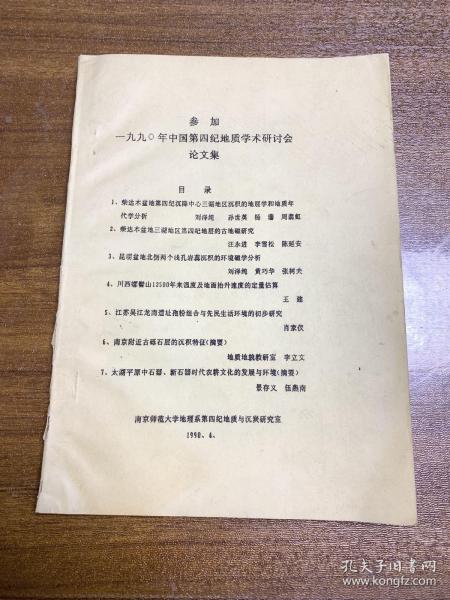 参加
一九九〇年中国第四纪地质学术研讨会
论文集
目录
1、柴达木盆地第四纪沉降中心三湖地区沉积的地层学和地质年
代学分析 刘泽纯 孙世英 杨藩 周翥虹
2、柴达木盆地三湖地区第四纪地层的古地磁研究
汪永进 李雪松 陈延安
3、昆明盆地北侧两个浅孔岩蕊沉积的环境磁学分析
刘泽纯 黄巧华 张树夫
4、川西螺髻山12500年来温度及地面抬升速度的定量估算
王建
5、江苏吴江龙南遗址孢粉组合与先民生活环境的初步研究
肖家仪
6、南京附近古砾石层的沉积特征(摘要)
地质地貌教研室 李立文
7、太湖平原中石器、新石器时代农耕文化的发展与环境(摘要)
景存义 伍燕南
南京师范大学地理系第四纪地质与沉炭研究室
1990.4.
孔夫子旧书网
www.kongfz.com